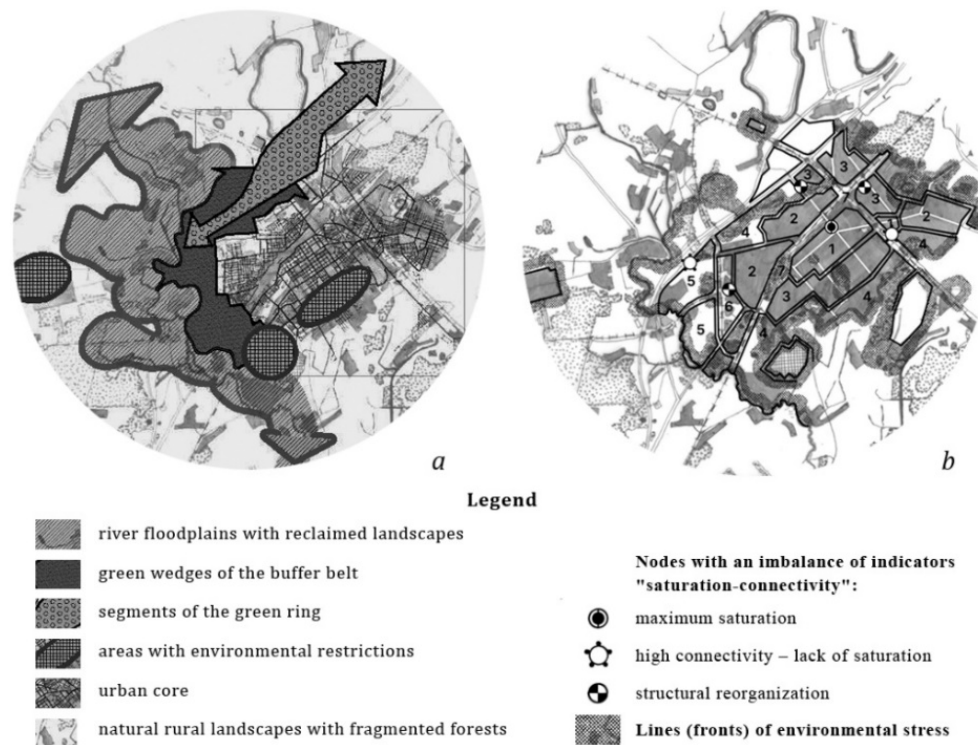 3
3
3
2
2
4
4
1
7
2
5
4
3
6
4
5
a
b
Legend
river floodplains with reclaimed landscapes
green wedges of the buffer belt
segments of the green ring
areas with environmental restrictions
urban core
natural rural landscapes with fragmented forests
Nodes with an imbalance of indicators
"saturation-connectivity":
maximum saturation
high connectivity – lack of saturation
structural reorganization
Lines (fronts) of environmental stress